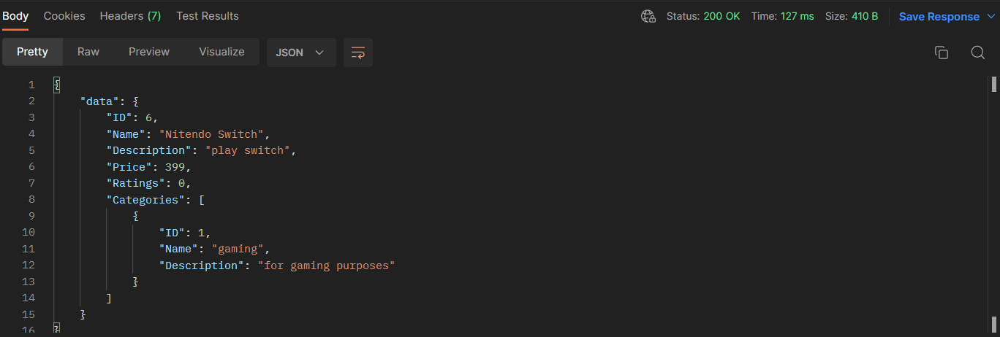 Body Cookies Headers (7) Test Results Status: 200 OK Time: 127 ms Size: 410 B Save Response
Pretty Raw Preview Visualize JSON
1 {
2 "data": {
3 "ID": 6,
4 "Name": "Nitendo Switch",
5 "Description": "play switch",
6 "Price": 399,
7 "Ratings": 0,
8 "Categories": [
9 {
10 "ID": 1,
11 "Name": "gaming",
12 "Description": "for gaming purposes"
13 }
14 ]
15 }
16 }